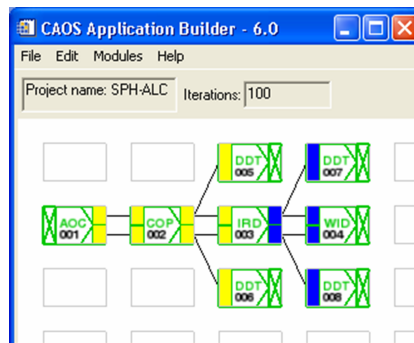 CAOS Application Builder - 6.0
File Edit Modules Help
Project name: SPH-ALC Iterations: 100
DDT DDT
005 007
AOC COP IRD WID
001 002 003 004
DDT DDT
006 008